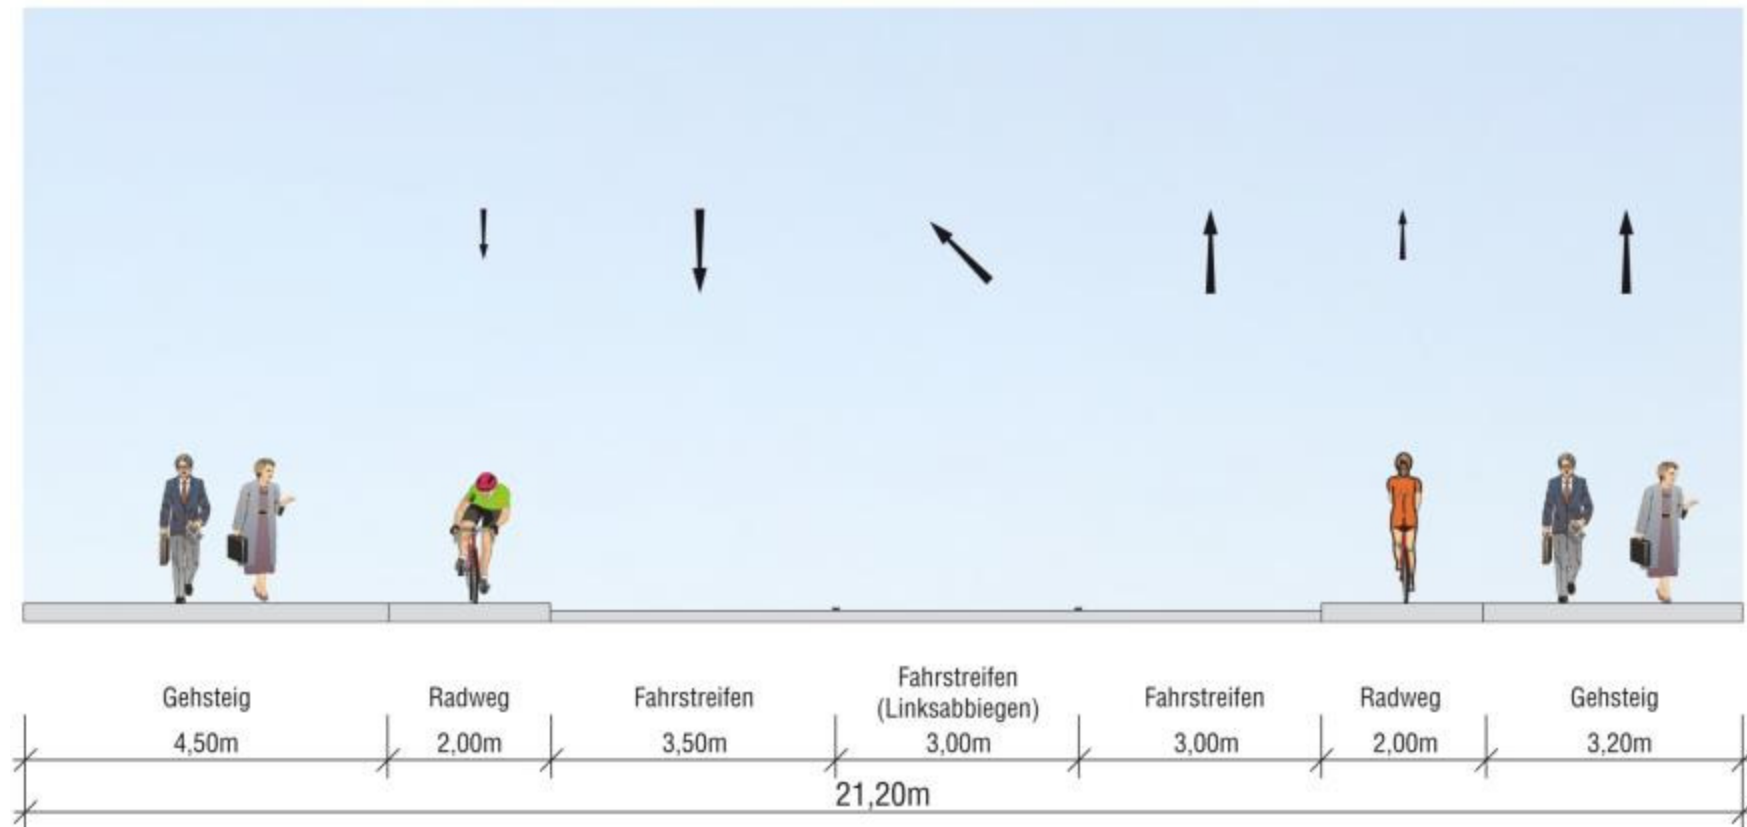 Gehsteig
Radweg
Fahrstreifen
Fahrstreifen
(Linksabbiegen)
Fahrstreifen
Radweg
Gehsteig
4,50m
2,00m
3,50m
3,00m
3,00m
2,00m
3,20m
21,20m